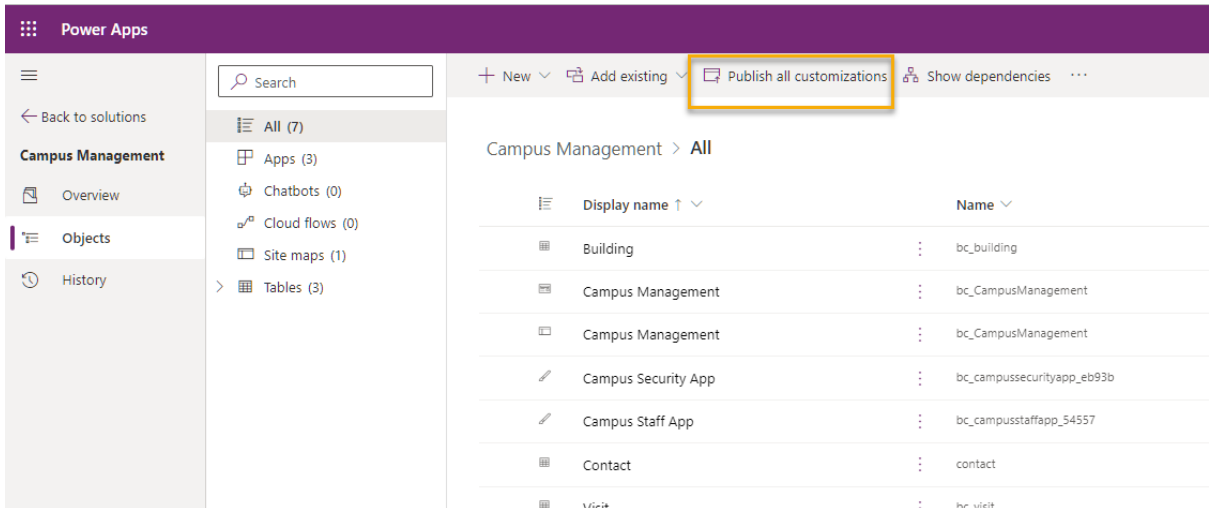 Power Apps
Back to solutions
Campus Management
Overview
Objects
History
Search
All (7)
Apps (3)
Chatbots (0)
Cloud flows (0)
Site maps (1)
Tables (3)
New Add existing Publish all customizations Show dependencies ...
Campus Management > All
Display name ↑ Name
Building bc_building
Campus Management bc_CampusManagement
Campus Management bc_CampusManagement
Campus Security App bc_campussecurityapp_eb93b
Campus Staff App bc_campusstaffapp_54557
Contact contact
Visit bc_visit